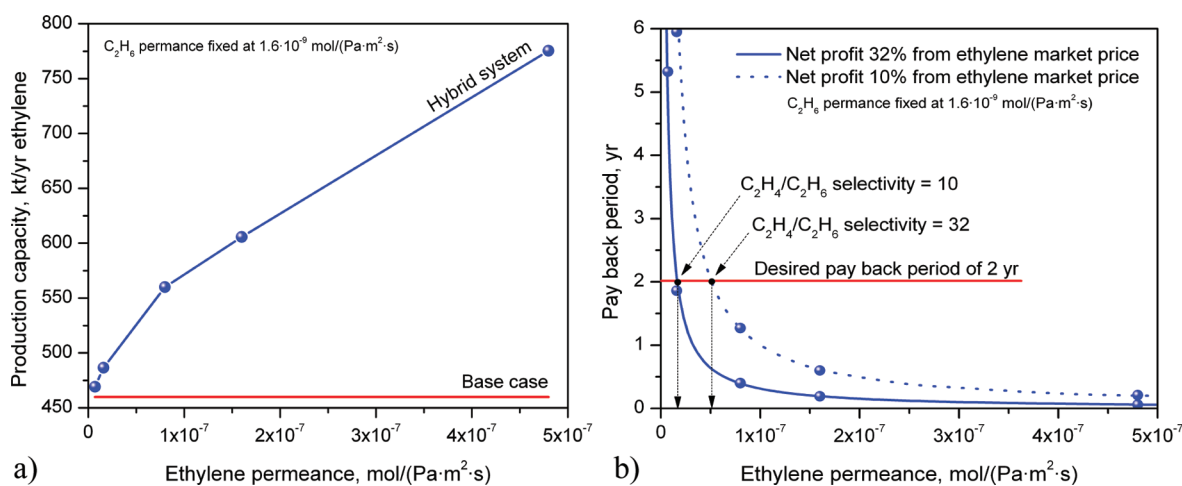 a)
800
750
700
650
600
550
500
450
Production capacity, kt/yr ethylene
C₂H₆ permance fixed at 1.6·10⁻⁹ mol/(Pa·m²·s)
Hybrid system
Base case
0
1x10⁻⁷
2x10⁻⁷
3x10⁻⁷
4x10⁻⁷
5x10⁻⁷
Ethylene permeance, mol/(Pa·m²·s)
b)
6
5
4
3
2
1
0
Pay back period, yr
Net profit 32% from ethylene market price
Net profit 10% from ethylene market price
C₂H₆ permance fixed at 1.6·10⁻⁹ mol/(Pa·m²·s)
C₂H₄/C₂H₆ selectivity = 10
C₂H₄/C₂H₆ selectivity = 32
Desired pay back period of 2 yr
0
1x10⁻⁷
2x10⁻⁷
3x10⁻⁷
4x10⁻⁷
5x10⁻⁷
Ethylene permeance, mol/(Pa·m²·s)